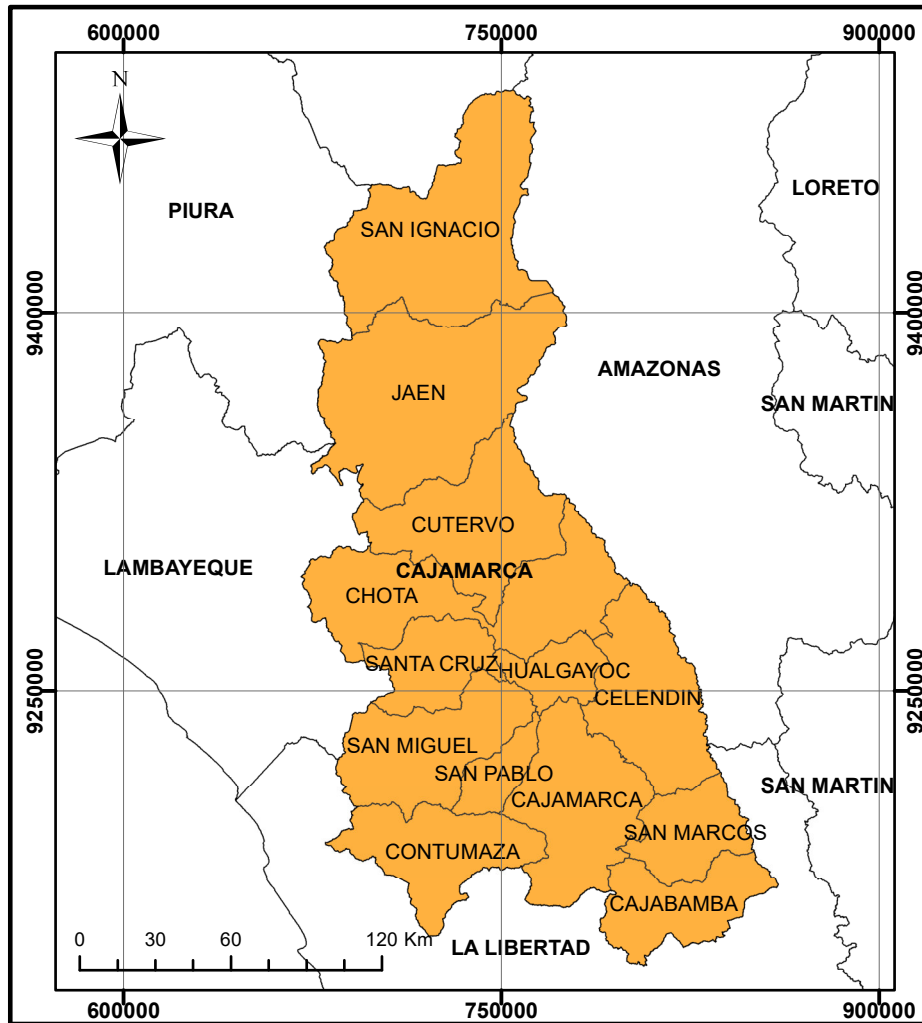 600000
750000
900000
N
LORETO
PIURA
SAN IGNACIO
9400000
9400000
AMAZONAS
JAEN
SAN MARTIN
CUTERVO
LAMBAYEQUE
CAJAMARCA
CHOTA
SANTA CRUZ
HUALGAYOC
9250000
9250000
CELENDIN
SAN MIGUEL
SAN PABLO
SAN MARTIN
CAJAMARCA
SAN MARCOS
CONTUMAZA
CAJABAMBA
0 30 60 120 Km
LA LIBERTAD
600000
750000
900000